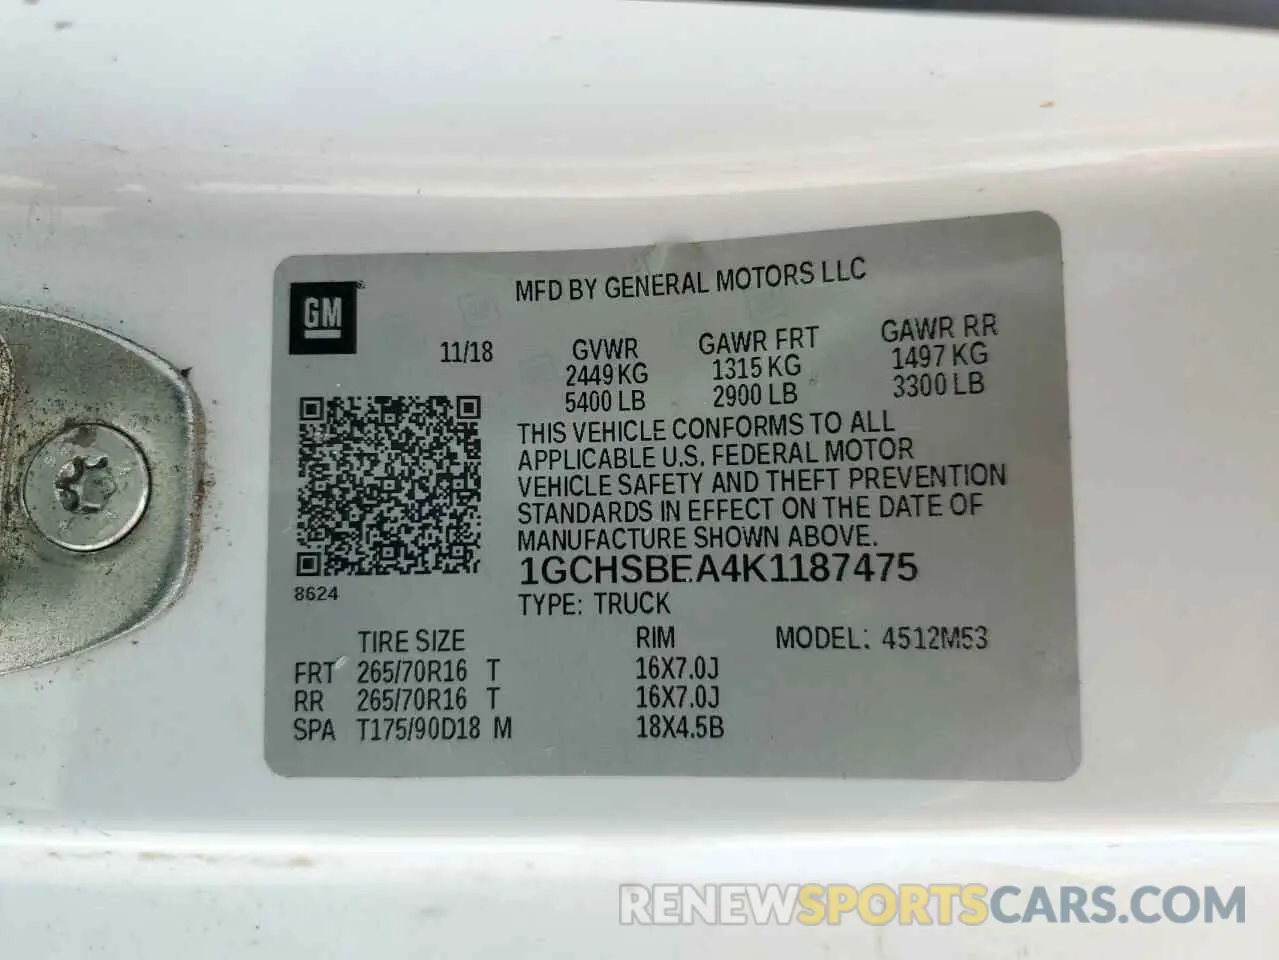 GM
MFD BY GENERAL MOTORS LLC
11/18 GVWR GAWR FRT GAWR RR
2449 KG 1315 KG 1497 KG
5400 LB 2900 LB 3300 LB
THIS VEHICLE CONFORMS TO ALL
APPLICABLE U.S. FEDERAL MOTOR
VEHICLE SAFETY AND THEFT PREVENTION
STANDARDS IN EFFECT ON THE DATE OF
MANUFACTURE SHOWN ABOVE.
1GCHSBEA4K1187475
8624
TYPE: TRUCK
TIRE SIZE RIM MODEL: 4512M53
FRT 265/70R16 T 16X7.0J
RR 265/70R16 T 16X7.0J
SPA T175/90D18 M 18X4.5B
RENEWSPORTSCARS.COM